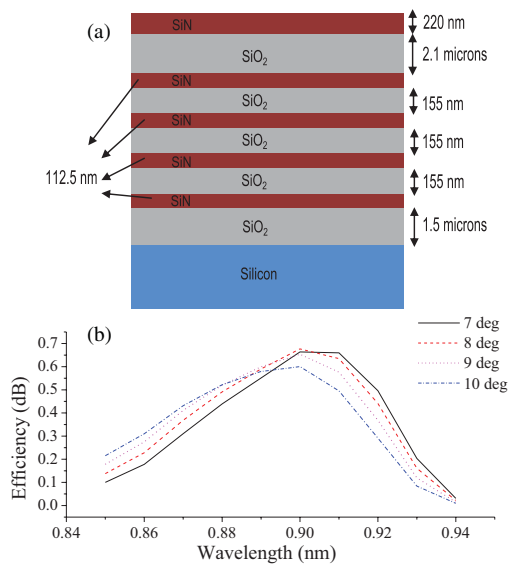 (a)
SiN
220 nm
SiO2
2.1 microns
SiN
SiO2
155 nm
SiN
SiO2
155 nm
SiN
112.5 nm
SiO2
155 nm
SiN
SiO2
1.5 microns
Silicon
(b)
7 deg
8 deg
9 deg
10 deg
Efficiency (dB)
0.7
0.6
0.5
0.4
0.3
0.2
0.1
0.0
0.84 0.86 0.88 0.90 0.92 0.94
Wavelength (nm)